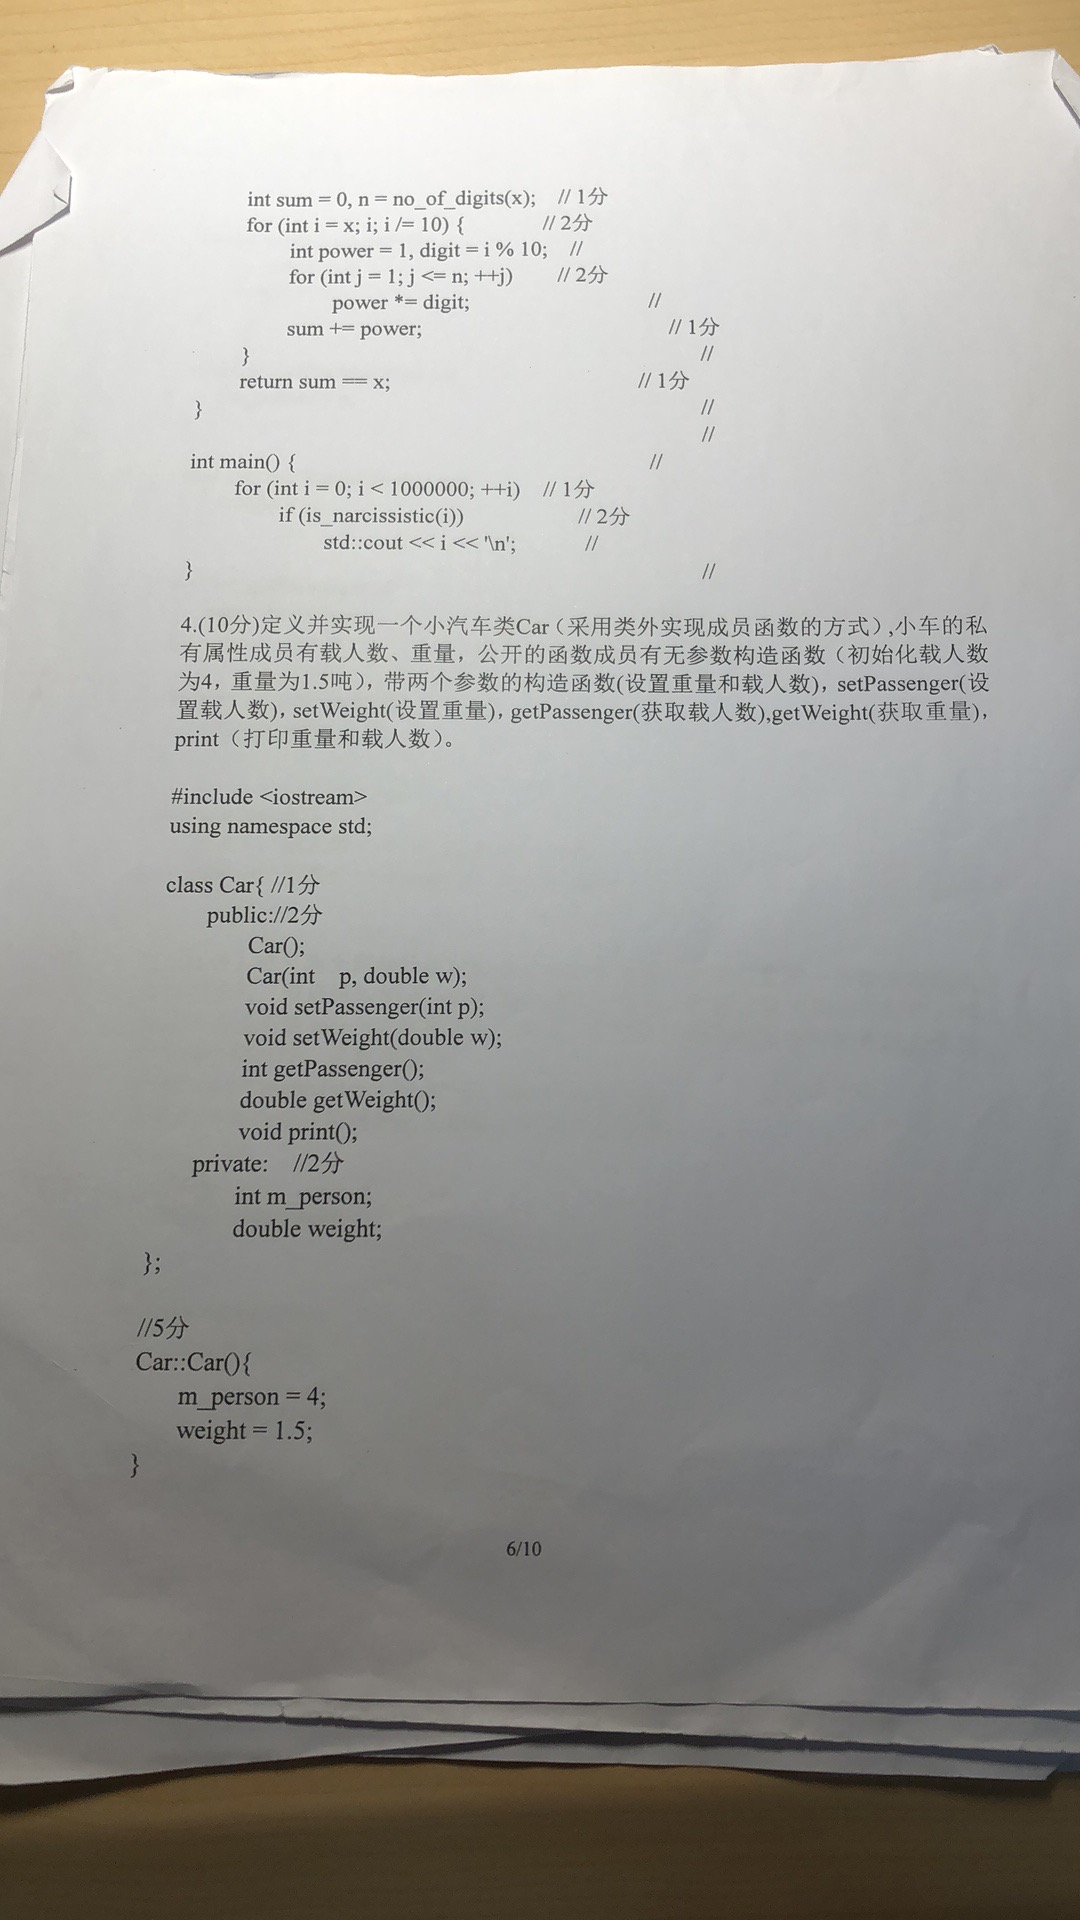 int sum = 0, n = no_of_digits(x); // 1分
for (int i = x; i; i /= 10) { // 2分
int power = 1, digit = i % 10; //
for (int j = 1; j <= n; ++j) // 2分
power *= digit; //
sum += power; // 1分
} //
return sum == x; // 1分
} //
//
int main() { //
for (int i = 0; i < 1000000; ++i) // 1分
if (is_narcissistic(i)) // 2分
std::cout << i << '\n'; //
} //
4.(10分)定义并实现一个小汽车类Car（采用类外实现成员函数的方式）,小车的私
有属性成员有载人数、重量，公开的函数成员有无参数构造函数（初始化载人数
为4，重量为1.5吨)，带两个参数的构造函数(设置重量和载人数)，setPassenger(设
置载人数)，setWeight(设置重量)，getPassenger(获取载人数),getWeight(获取重量)，
print（打印重量和载人数）。
#include <iostream>
using namespace std;
class Car{ //1分
public://2分
Car();
Car(int p, double w);
void setPassenger(int p);
void setWeight(double w);
int getPassenger();
double getWeight();
void print();
private: //2分
int m_person;
double weight;
};
//5分
Car::Car(){
m_person = 4;
weight = 1.5;
}
6/10